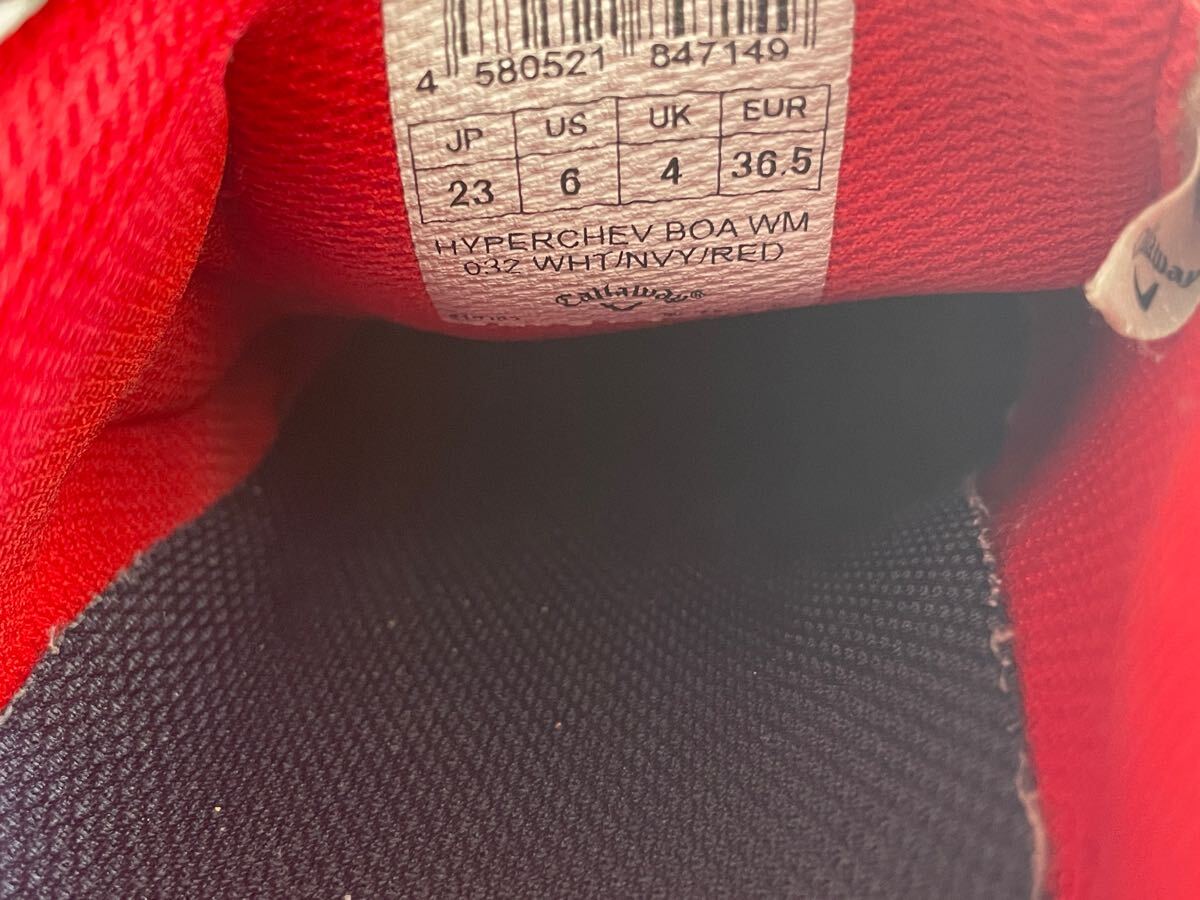 4 580521 847149
JP US UK EUR
23 6 4 36.5
HYPERCHEV BOA WM
032 WHT/NVY/RED
Callaway®